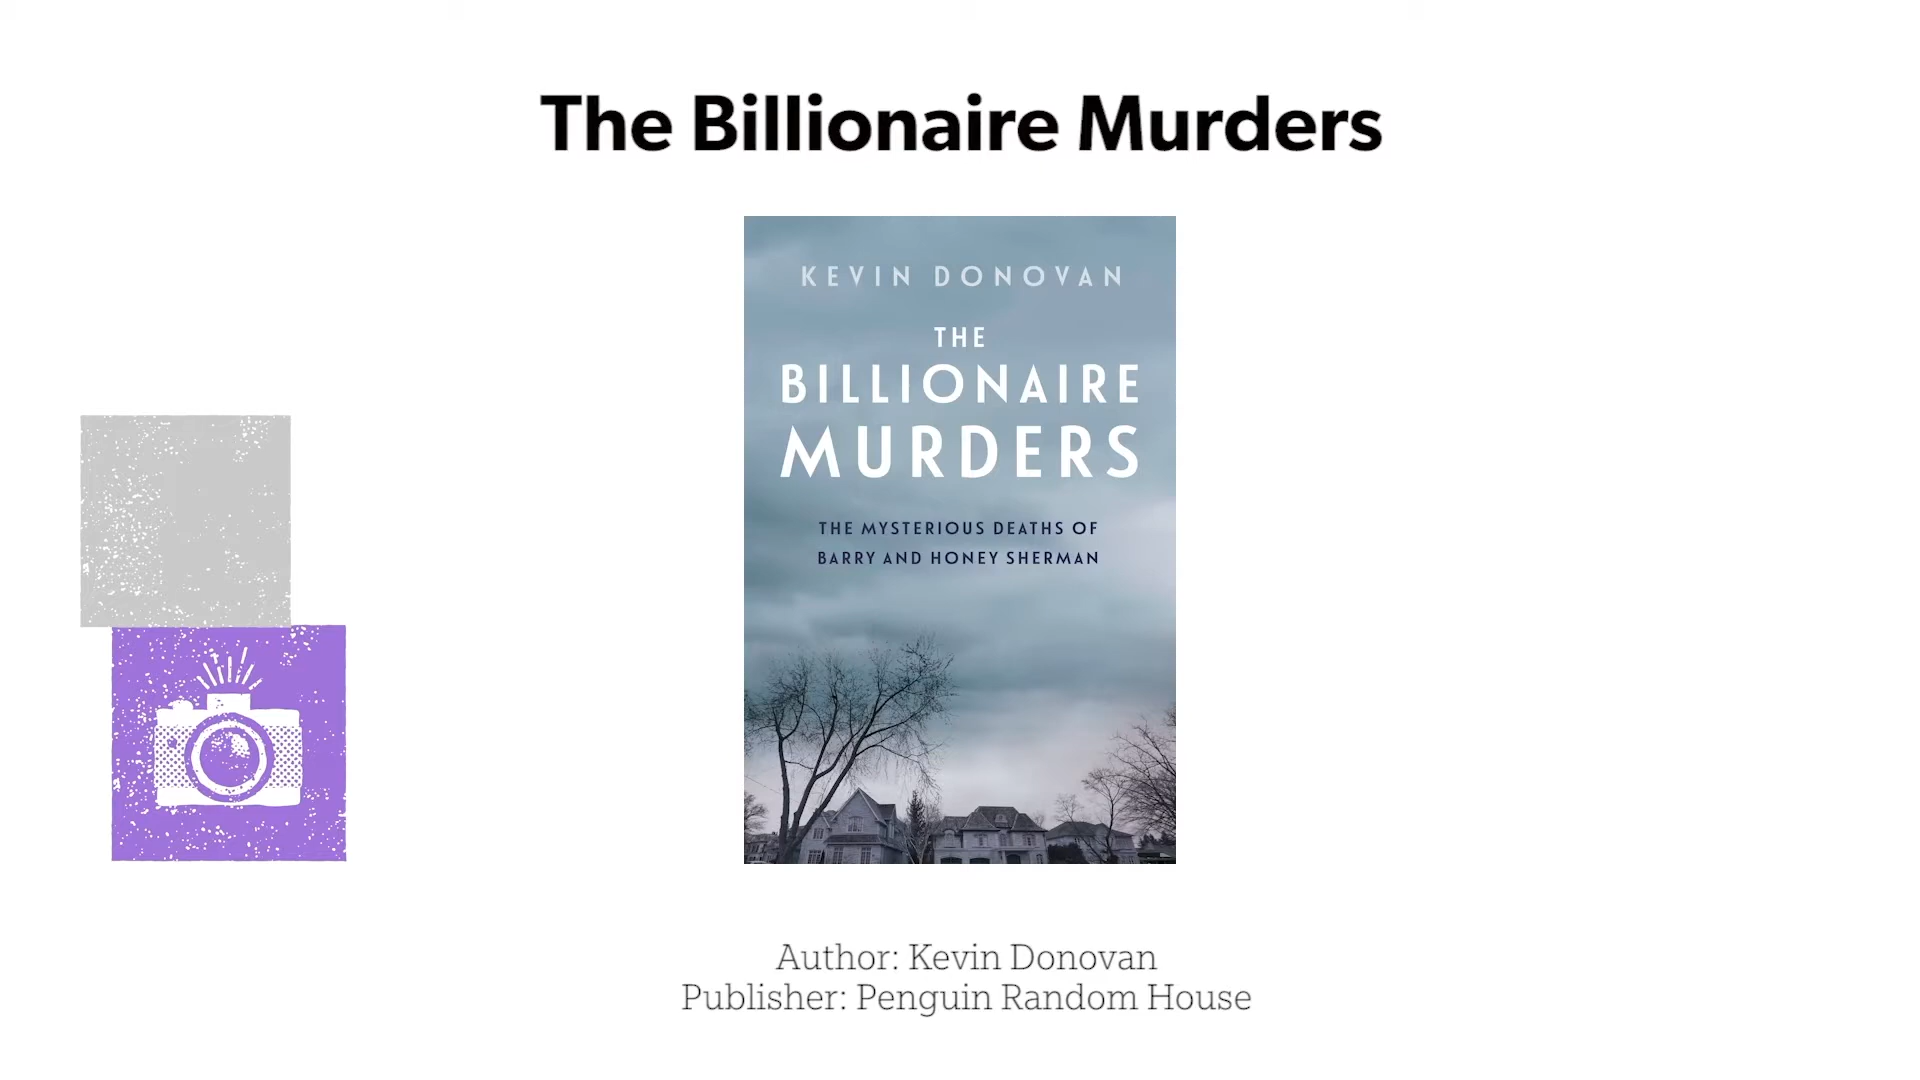 The Billionaire Murders
KEVIN DONOVAN
THE
BILLIONAIRE
MURDERS
THE MYSTERIOUS DEATHS OF
BARRY AND HONEY SHERMAN
Author: Kevin Donovan
Publisher: Penguin Random House